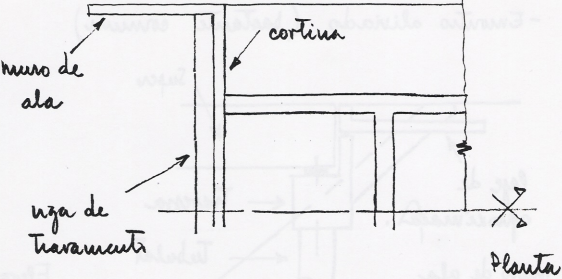 cortina
muro de
ala
viga de
travamento
Planta